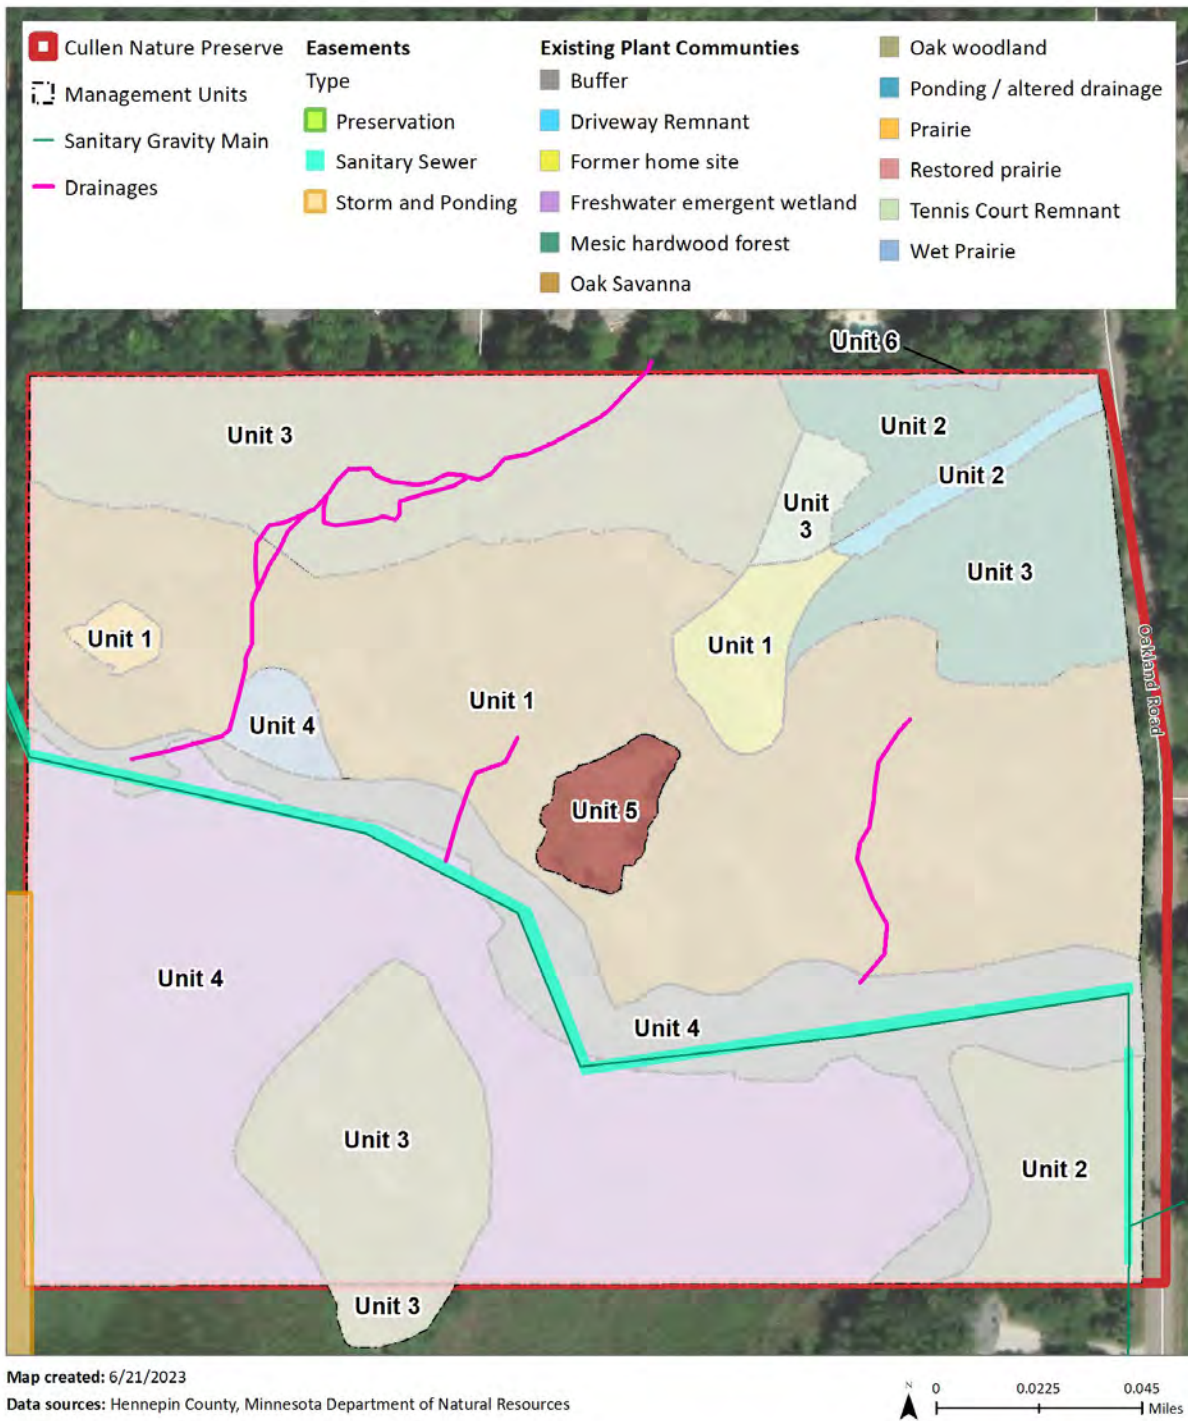 Cullen Nature Preserve
Management Units
Sanitary Gravity Main
Drainages
Easements
Type
Preservation
Sanitary Sewer
Storm and Ponding
Existing Plant Communties
Buffer
Driveway Remnant
Former home site
Freshwater emergent wetland
Mesic hardwood forest
Oak Savanna
Oak woodland
Ponding / altered drainage
Prairie
Restored prairie
Tennis Court Remnant
Wet Prairie
Unit 6
Unit 3
Unit 2
Unit 2
Unit
3
Unit 3
Unit 1
Unit 1
Oakland Road
Unit 1
Unit 4
Unit 5
Unit 4
Unit 4
Unit 3
Unit 2
Unit 3
Map created: 6/21/2023
Data sources: Hennepin County, Minnesota Department of Natural Resources
N
0 0.0225 0.045
Miles